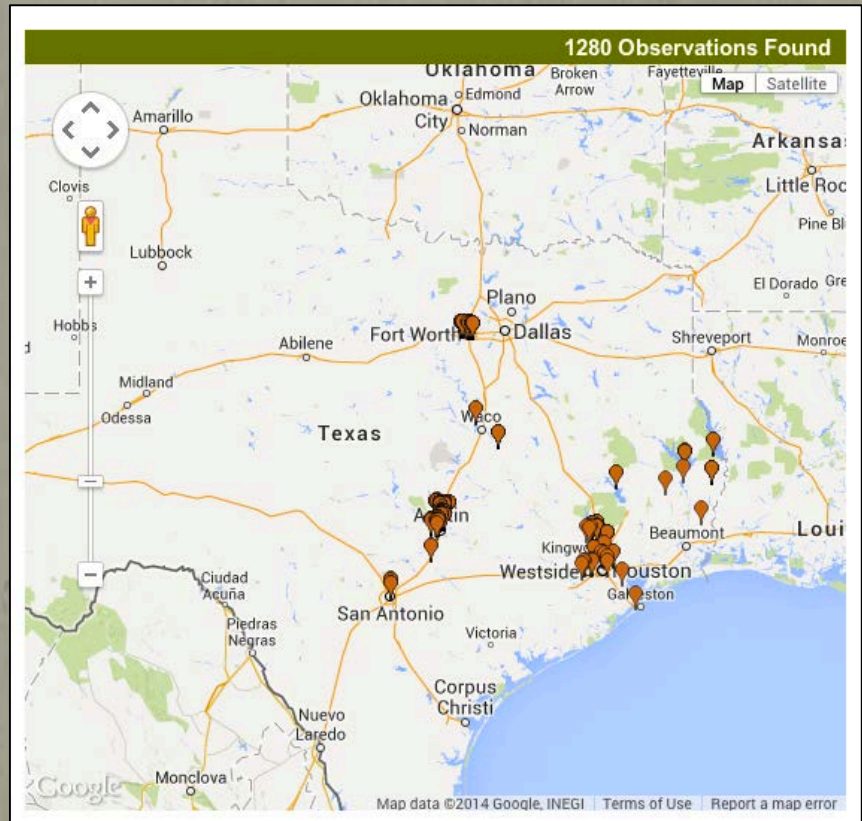 1280 Observations Found
Oklahoma
Broken
Arrow
Fayetteville
Map
Satellite
Edmond
Oklahoma
City
Norman
Amarillo
Arkansas
Little Roc
Clovis
Pine Bl
Lubbock
El Dorado
Gre
Plano
Hobbs
Fort Worth
Dallas
Abilene
Shreveport
Monroe
Midland
Odessa
Waco
Texas
Austin
Beaumont
Loui
Kingwo
Westside
Houston
Ciudad
Acuña
San Antonio
Galveston
Piedras
Negras
Victoria
Corpus
Christi
Nuevo
Laredo
Monclova
Google
Map data ©2014 Google, INEGI
Terms of Use
Report a map error